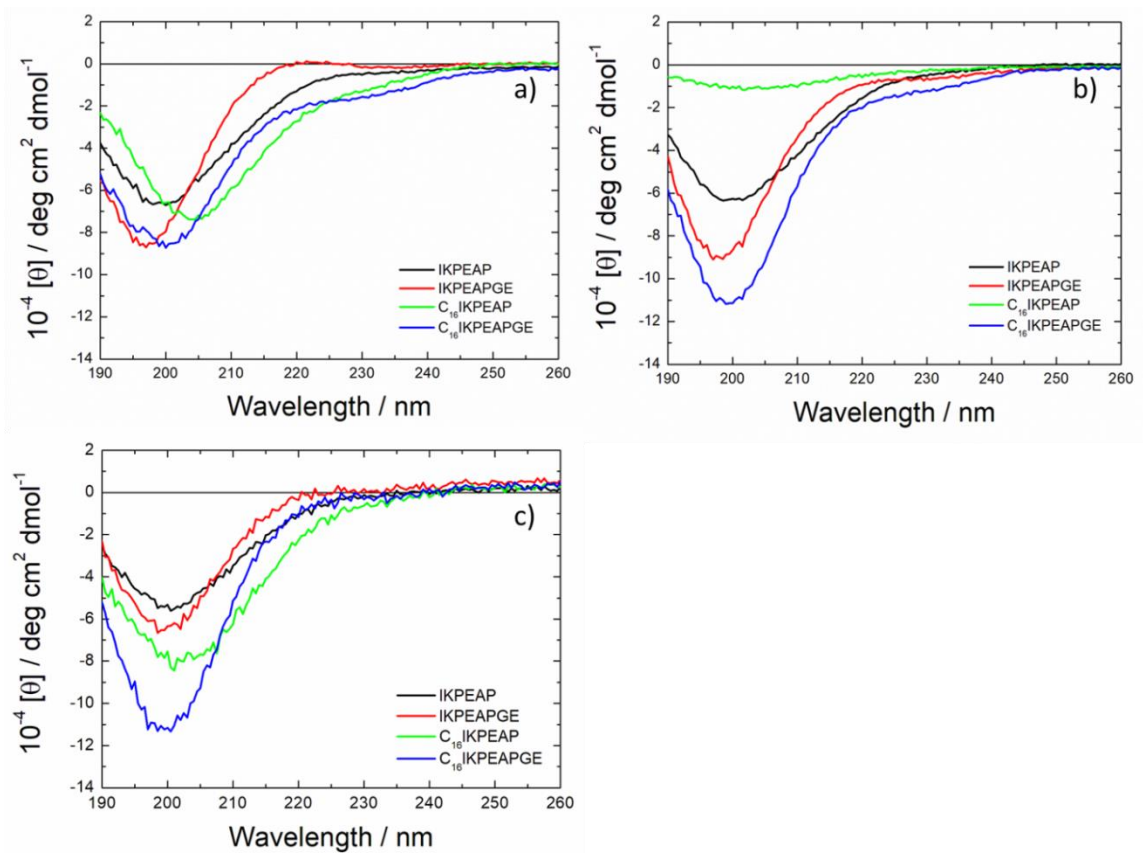 2
0
-2
-4
-6
-8
-10
-12
-14
10⁻⁴ [θ] / deg cm² dmol⁻¹
a)
IKPEAP
IKPEAPGE
C₁₆IKPEAP
C₁₆IKPEAPGE
190 200 210 220 230 240 250 260
Wavelength / nm
2
0
-2
-4
-6
-8
-10
-12
-14
10⁻⁴ [θ] / deg cm² dmol⁻¹
b)
IKPEAP
IKPEAPGE
C₁₆IKPEAP
C₁₆IKPEAPGE
190 200 210 220 230 240 250 260
Wavelength / nm
2
0
-2
-4
-6
-8
-10
-12
-14
10⁻⁴ [θ] / deg cm² dmol⁻¹
c)
IKPEAP
IKPEAPGE
C₁₆IKPEAP
C₁₆IKPEAPGE
190 200 210 220 230 240 250 260
Wavelength / nm